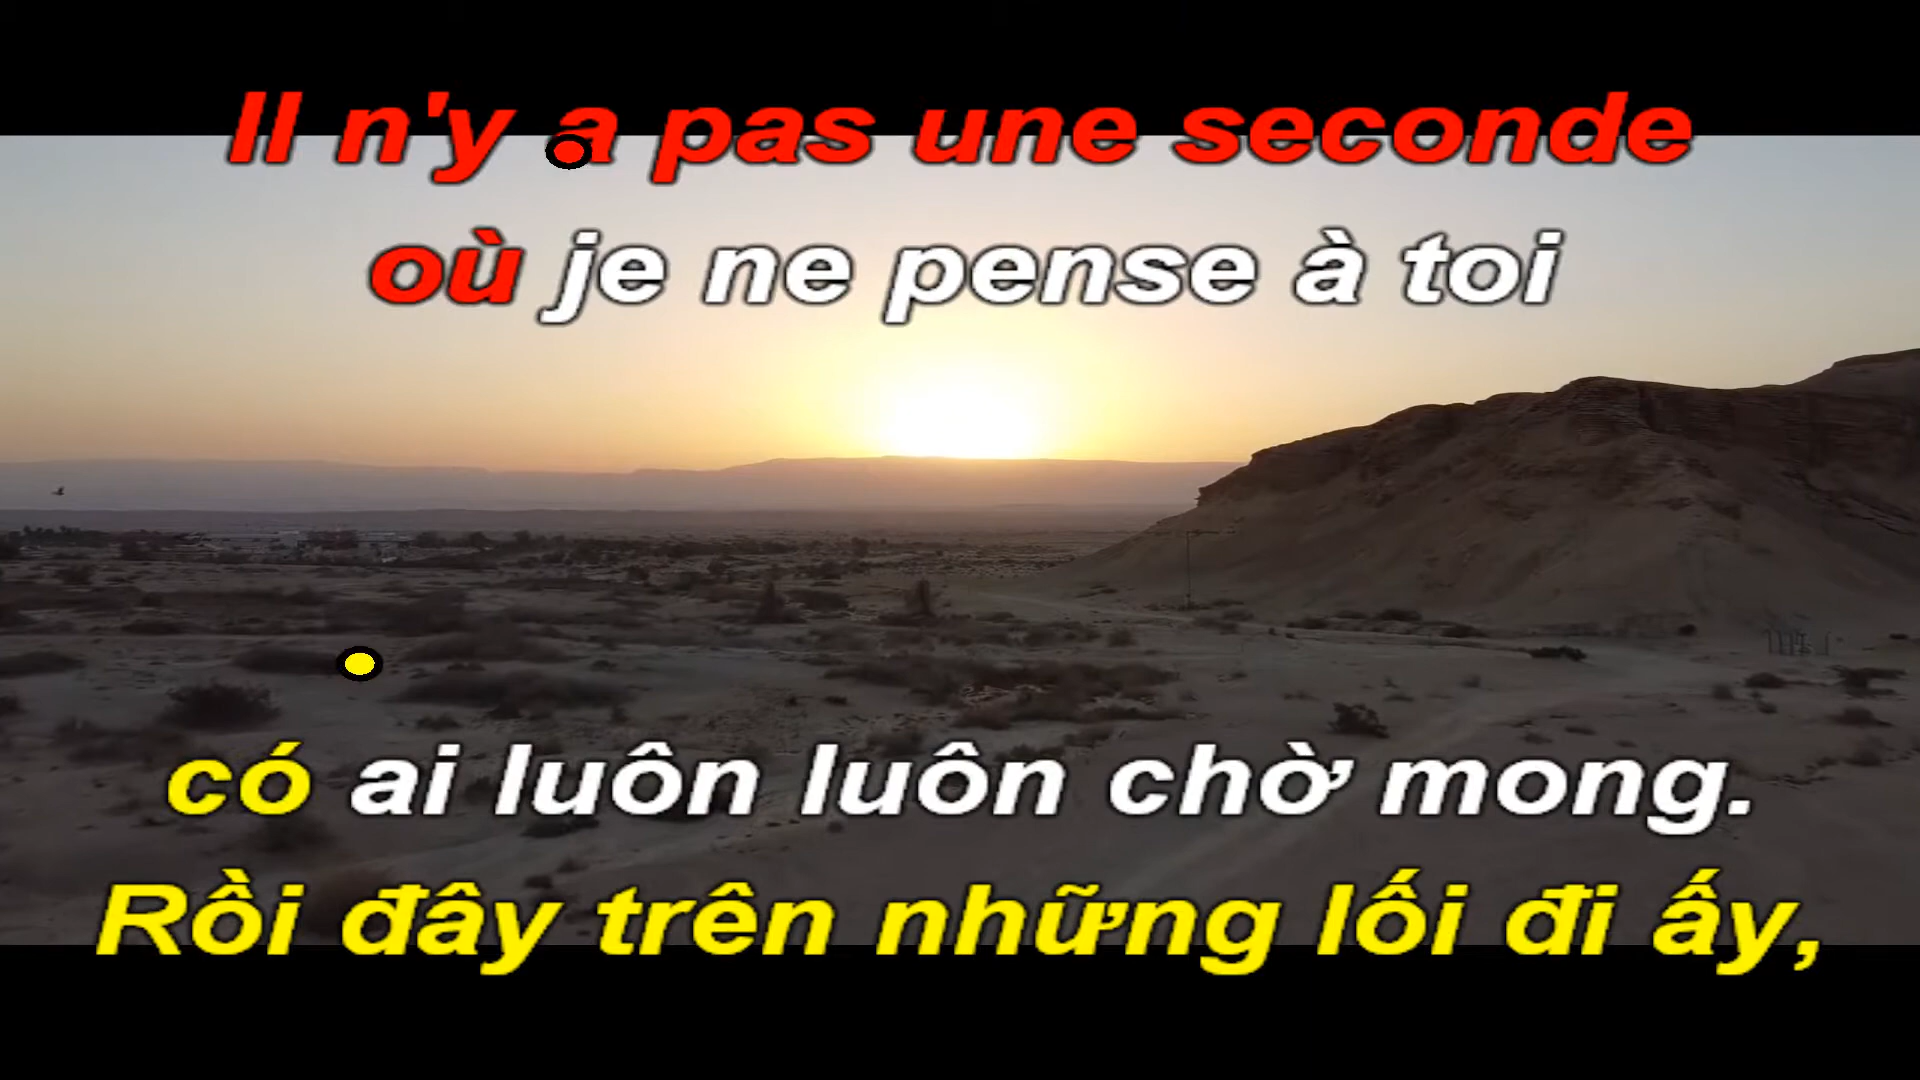 Il n'y a pas une seconde
où je ne pense à toi
có ai luôn luôn chờ mong.
Rồi đây trên những lối đi ấy,